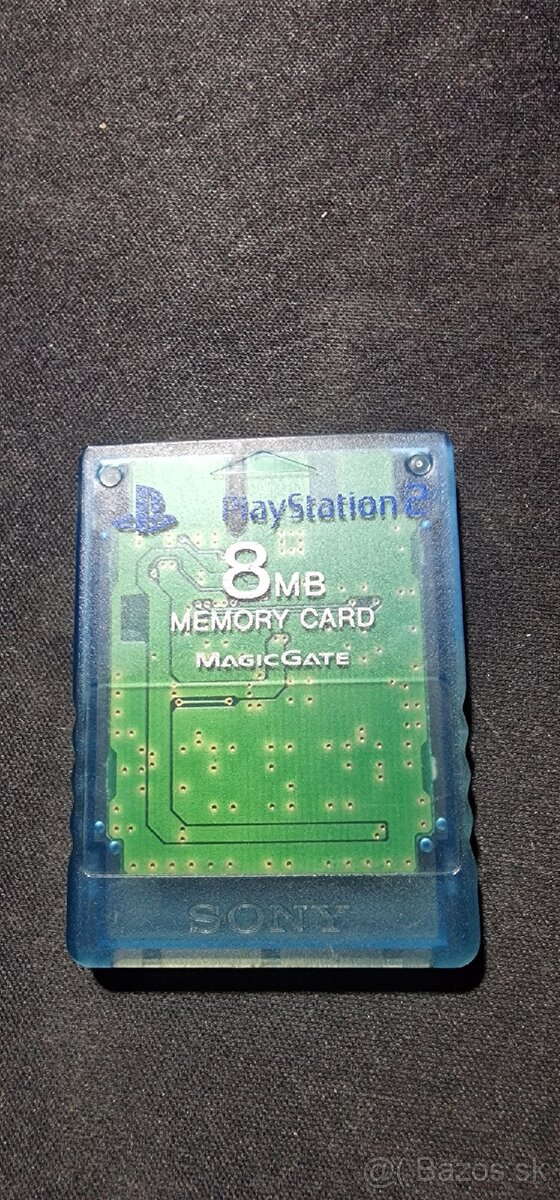 PlayStation 2
8MB
MEMORY CARD
MAGICGATE
SONY
@( Bazos.sk